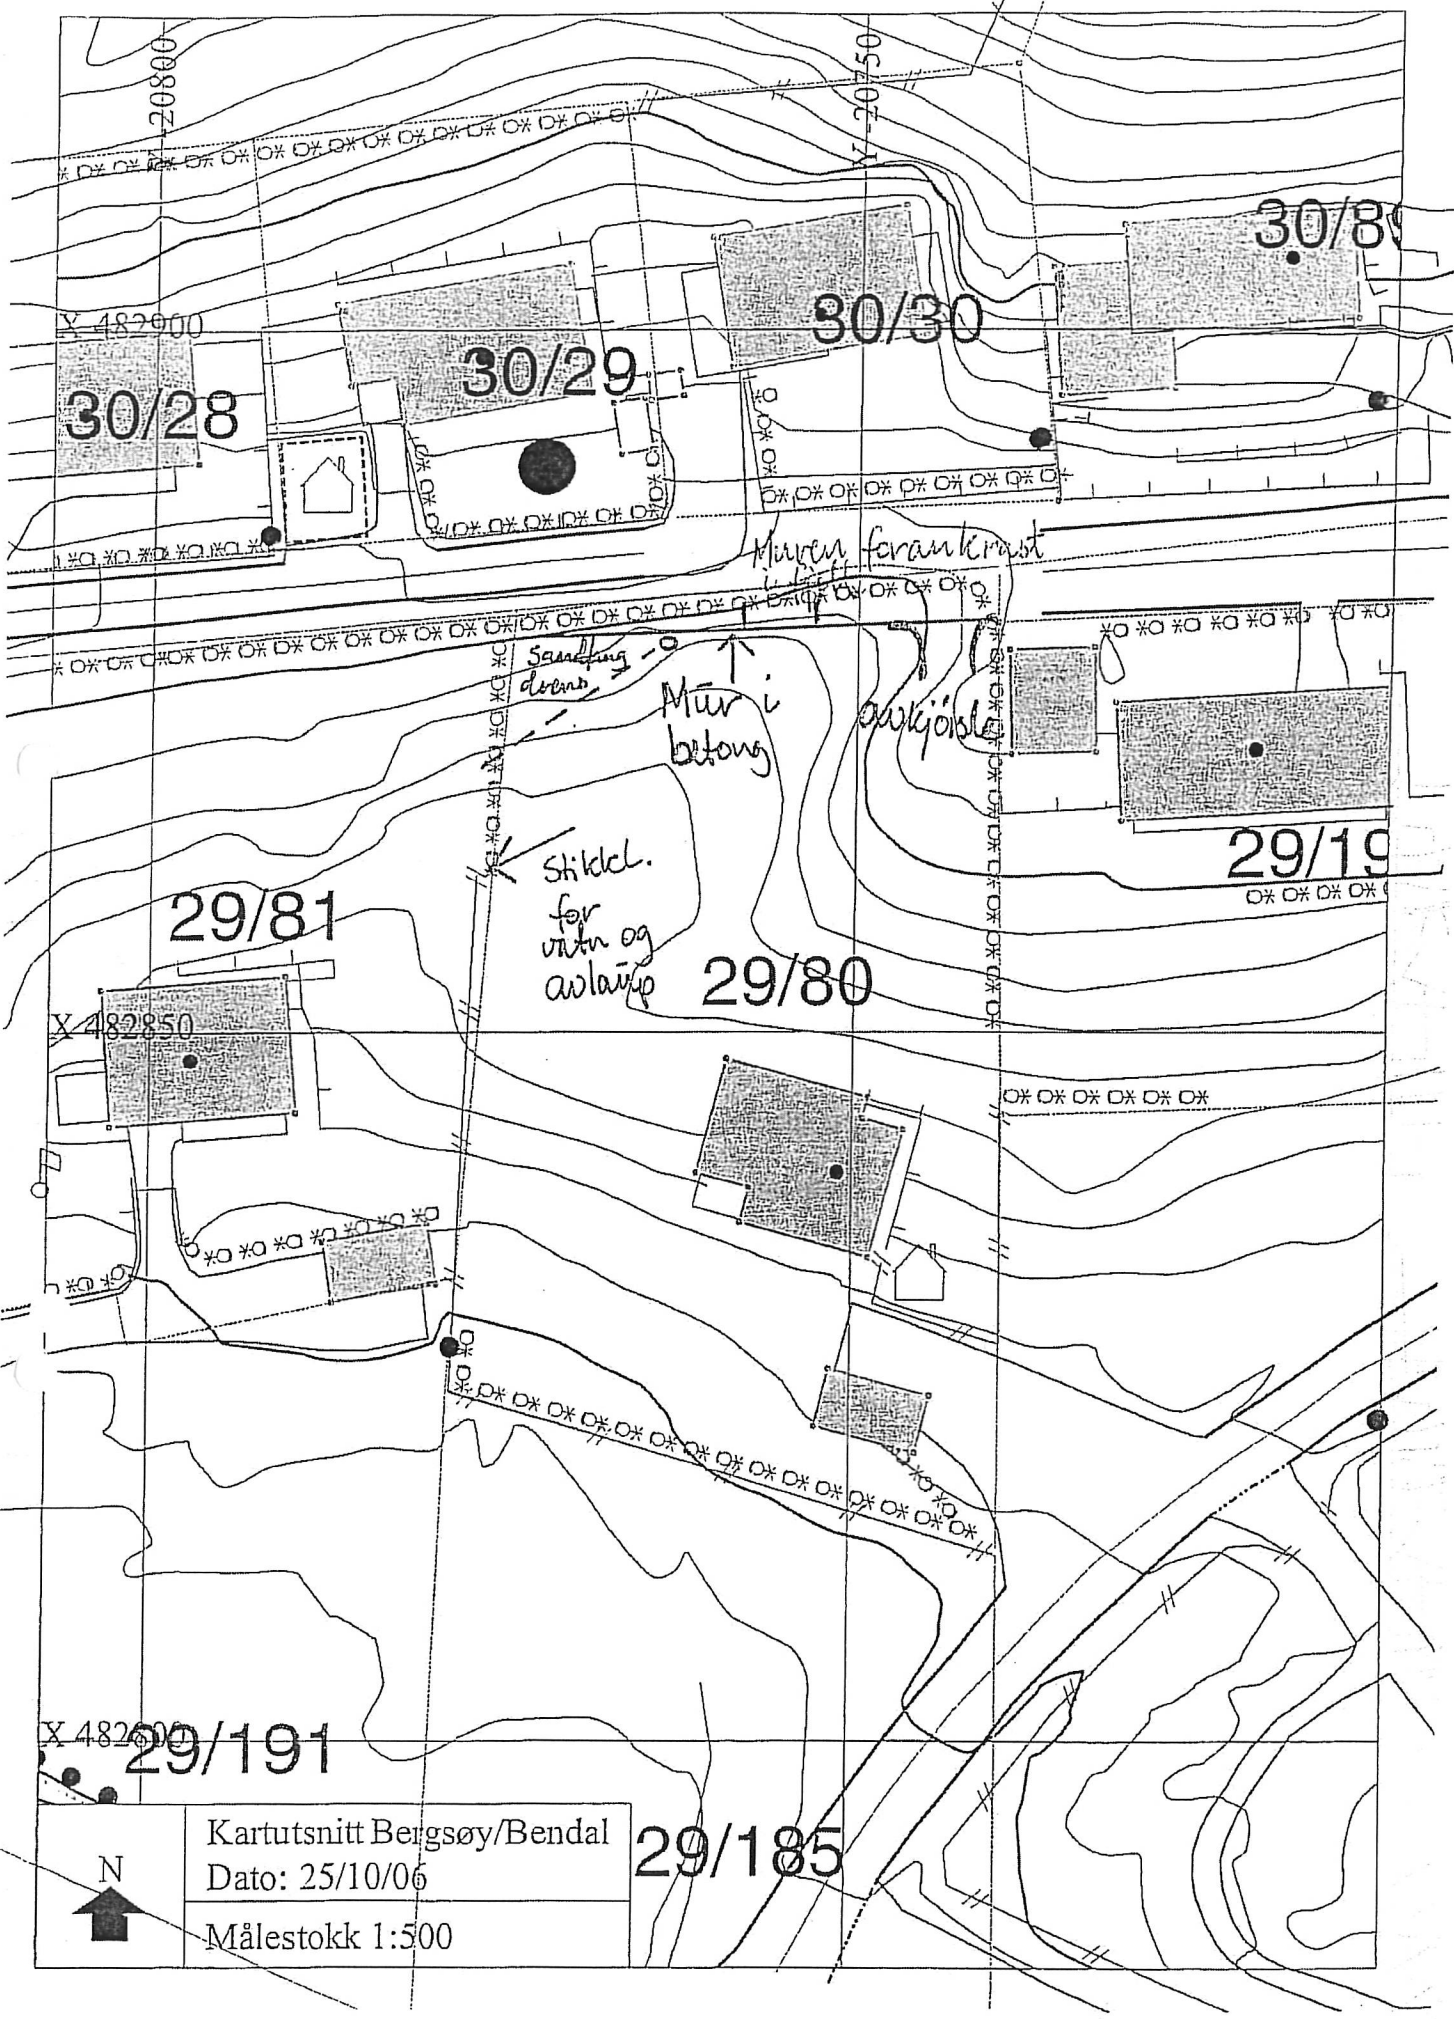 Y-20800
Y-20750
30/89
X 482900
30/30
30/29
30/28
Muren forankrast
Samling
drens
Mur i
betong
avkjørsle
29/19
Stikkl.
for
vatn og
avlaup
29/81
29/80
X 482850
X 482800
29/191
29/185
Kartutsnitt Bergsøy/Bendal
Dato: 25/10/06
N
Målestokk 1:500